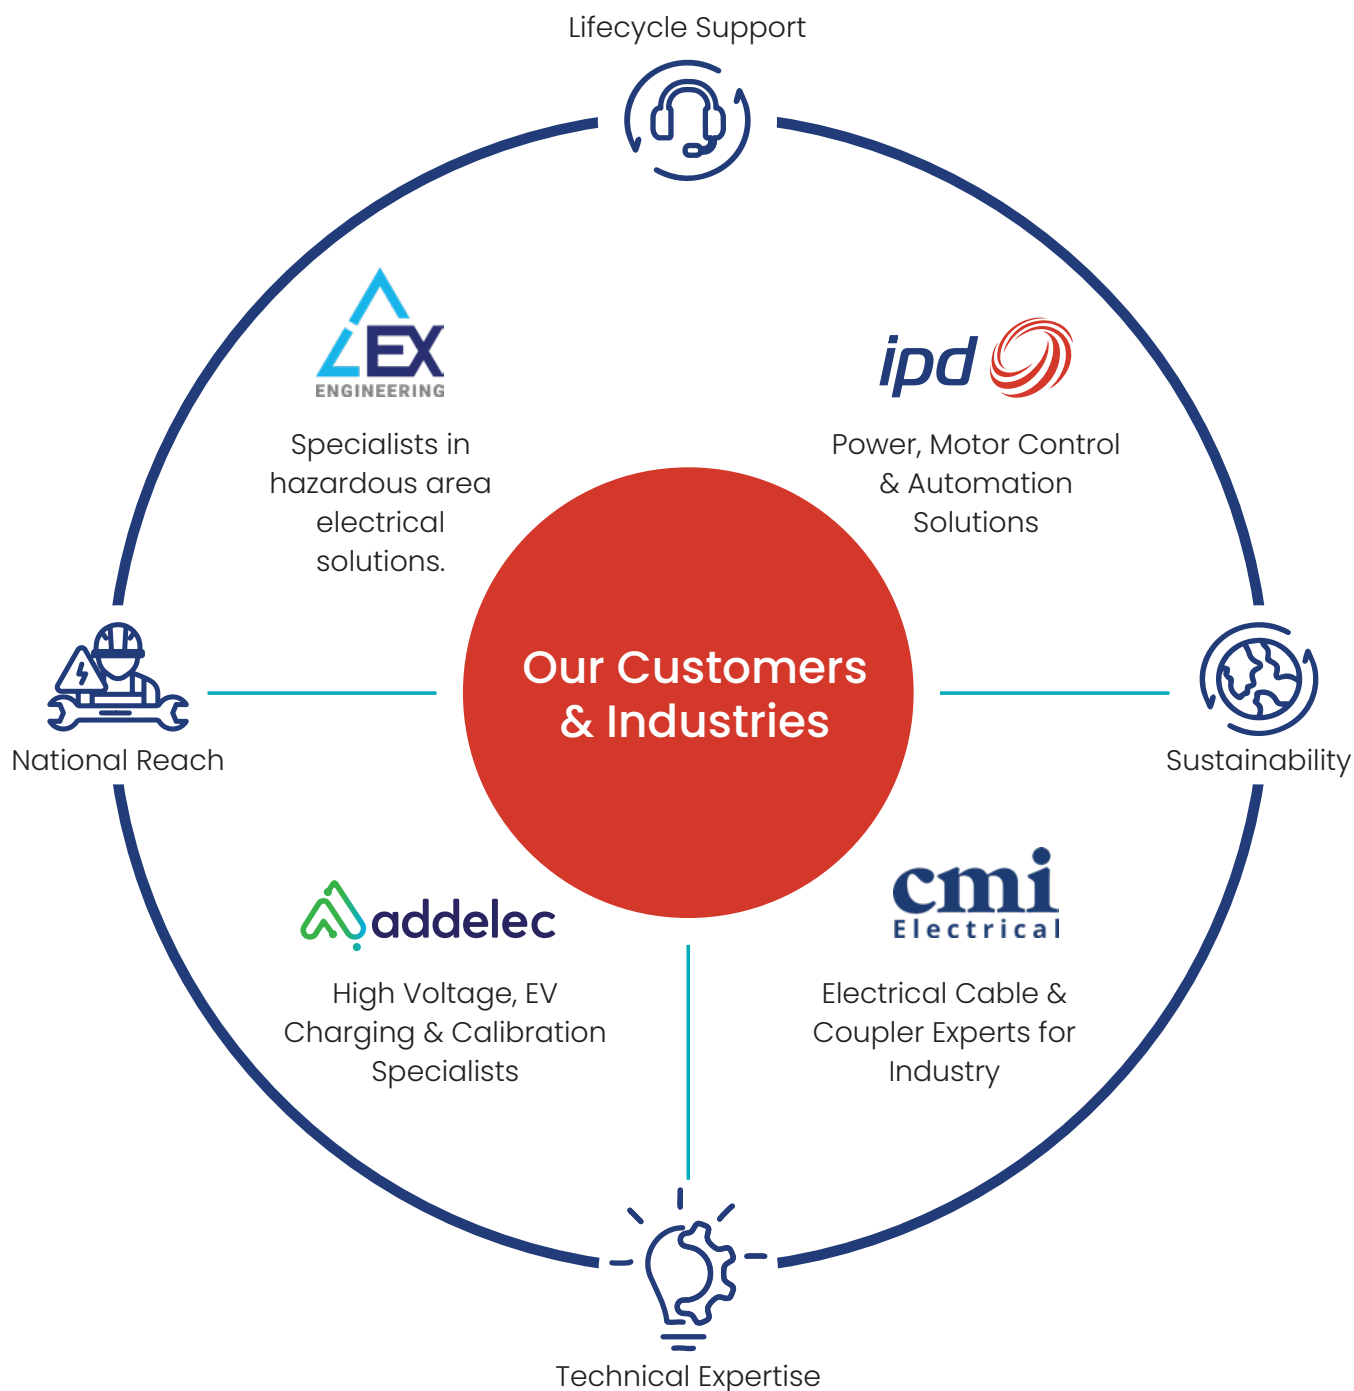 Lifecycle Support
EX
ENGINEERING
Specialists in
hazardous area
electrical
solutions.
ipd
Power, Motor Control
& Automation
Solutions
Our Customers
& Industries
National Reach
Sustainability
addelec
High Voltage, EV
Charging & Calibration
Specialists
cmi
Electrical
Electrical Cable &
Coupler Experts for
Industry
Technical Expertise